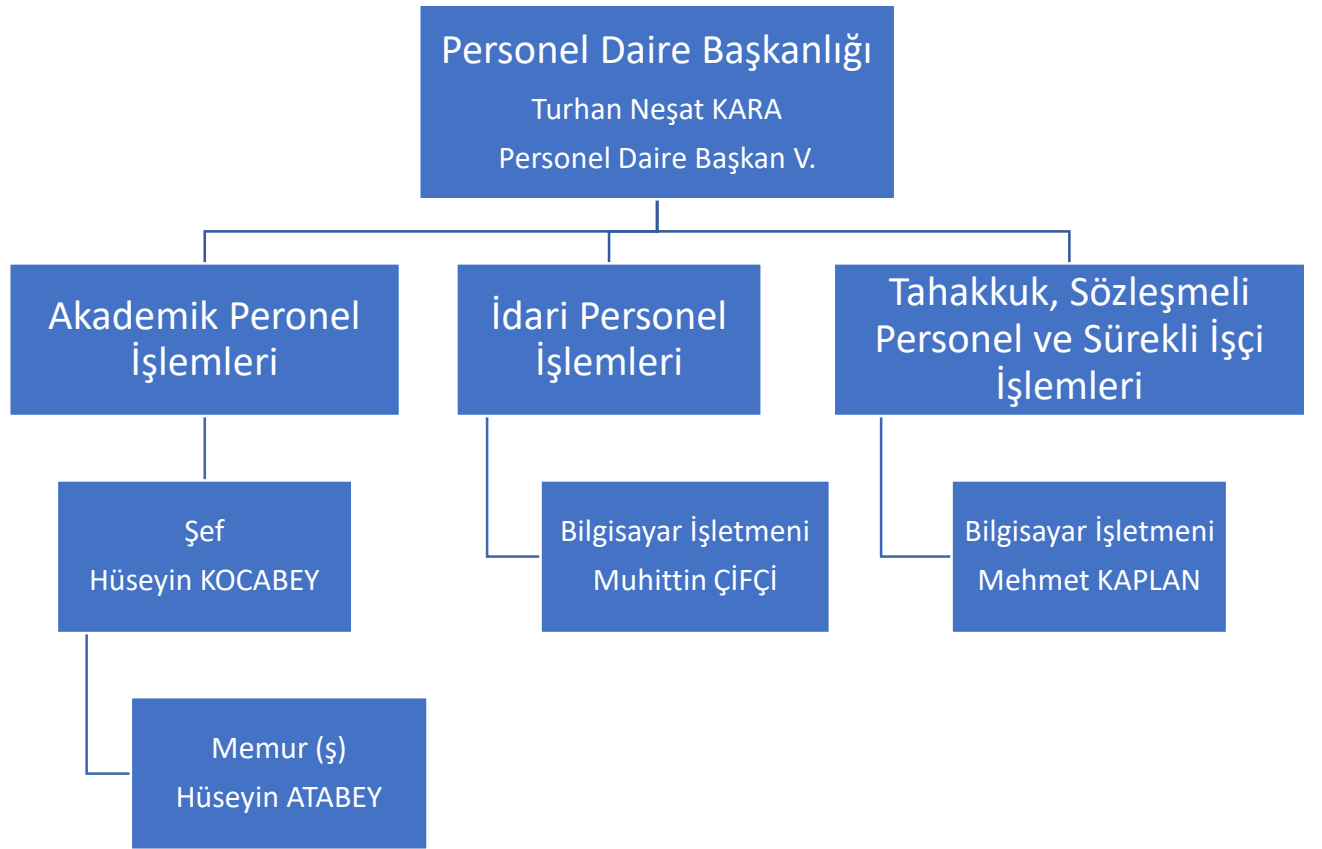 Personel Daire Başkanlığı
Turhan Neşat KARA
Personel Daire Başkan V.
Akademik Peronel
İşlemleri
İdari Personel
İşlemleri
Tahakkuk, Sözleşmeli
Personel ve Sürekli İşçi
İşlemleri
Şef
Hüseyin KOCABEY
Bilgisayar İşletmeni
Muhittin ÇİFÇİ
Bilgisayar İşletmeni
Mehmet KAPLAN
Memur (ş)
Hüseyin ATABEY